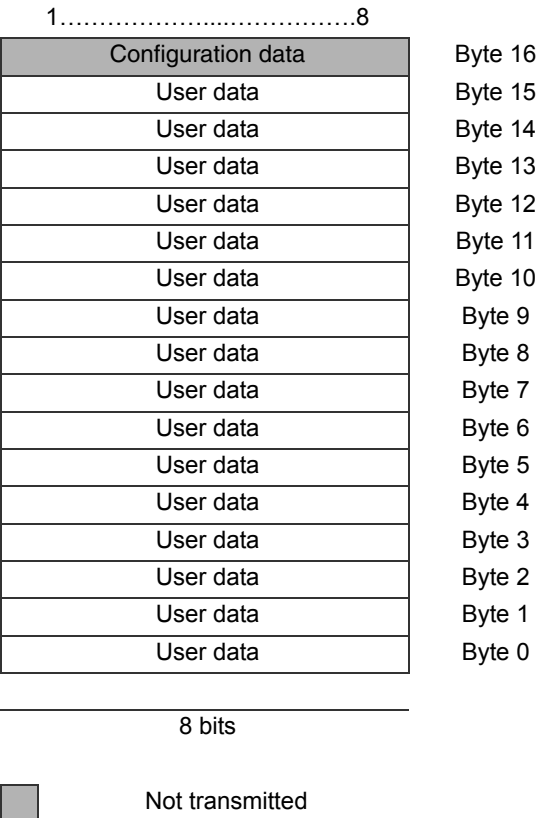 1………………...……………8
Configuration data Byte 16
User data Byte 15
User data Byte 14
User data Byte 13
User data Byte 12
User data Byte 11
User data Byte 10
User data Byte 9
User data Byte 8
User data Byte 7
User data Byte 6
User data Byte 5
User data Byte 4
User data Byte 3
User data Byte 2
User data Byte 1
User data Byte 0
8 bits
Not transmitted